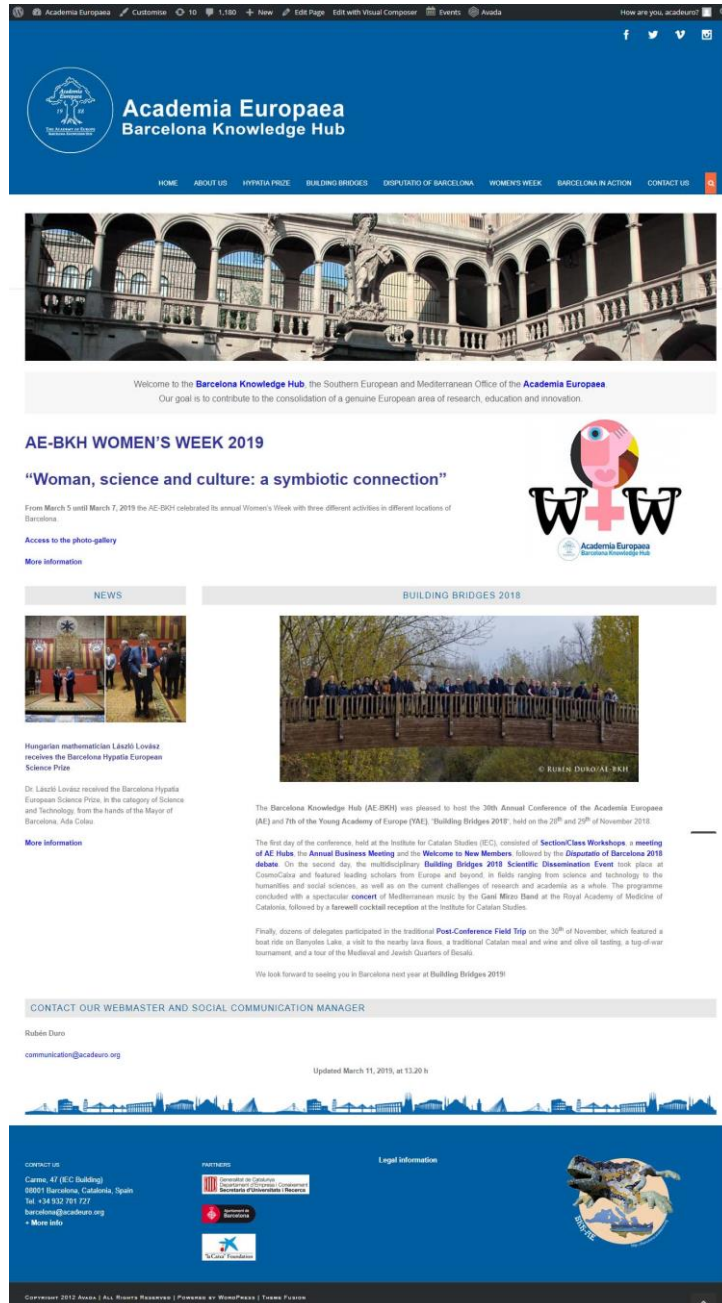 Academia Europaea Customise 10 1,180 + New Edit Page Edit with Visual Composer Events Avada How are you, acadeuro?
Academia
Europaea
19 88
THE ACADEMY OF EUROPE
BARCELONA KNOWLEDGE HUB
Academia Europaea
Barcelona Knowledge Hub
HOME ABOUT US HYPATIA PRIZE BUILDING BRIDGES DISPUTATIO OF BARCELONA WOMEN'S WEEK BARCELONA IN ACTION CONTACT US
Welcome to the Barcelona Knowledge Hub, the Southern European and Mediterranean Office of the Academia Europaea
Our goal is to contribute to the consolidation of a genuine European area of research, education and innovation.
AE-BKH WOMEN'S WEEK 2019
“Woman, science and culture: a symbiotic connection”
From March 5 until March 7, 2019 the AE-BKH celebrated its annual Women's Week with three different activities in different locations of
Barcelona.
Access to the photo-gallery
More information
W W
Academia Europaea
Barcelona Knowledge Hub
NEWS
Hungarian mathematician László Lovász
receives the Barcelona Hypatia European
Science Prize
Dr. László Lovász received the Barcelona Hypatia
European Science Prize, in the category of Science
and Technology, from the hands of the Mayor of
Barcelona, Ada Colau.
More information
BUILDING BRIDGES 2018
© RUBEN DURO/AE-BKH
The Barcelona Knowledge Hub (AE-BKH) was pleased to host the 30th Annual Conference of the Academia Europaea
(AE) and 7th of the Young Academy of Europe (YAE), "Building Bridges 2018", held on the 28th and 29th of November 2018.
The first day of the conference, held at the Institute for Catalan Studies (IEC), consisted of Section/Class Workshops, a meeting
of AE Hubs, the Annual Business Meeting and the Welcome to New Members, followed by the Disputatio of Barcelona 2018
debate. On the second day, the multidisciplinary Building Bridges 2018 Scientific Dissemination Event took place at
CosmoCaixa and featured leading scholars from Europe and beyond, in fields ranging from science and technology to the
humanities and social sciences, as well as on the current challenges of research and academia as a whole. The programme
concluded with a spectacular concert of Mediterranean music by the Gani Mirzo Band at the Royal Academy of Medicine of
Catalonia, followed by a farewell cocktail reception at the Institute for Catalan Studies.
Finally, dozens of delegates participated in the traditional Post-Conference Field Trip on the 30th of November, which featured a
boat ride on Banyoles Lake, a visit to the nearby lava flows, a traditional Catalan meal and wine and olive oil tasting, a tug-of-war
tournament, and a tour of the Medieval and Jewish Quarters of Besalú.
We look forward to seeing you in Barcelona next year at Building Bridges 2019!
CONTACT OUR WEBMASTER AND SOCIAL COMMUNICATION MANAGER
Rubén Duro
communication@acadeuro.org
Updated March 11, 2019, at 13.20 h
CONTACT US
Carme, 47 (IEC Building)
08001 Barcelona, Catalonia, Spain
Tel. +34 932 701 727
barcelona@acadeuro.org
+ More info
PARTNERS
Generalitat de Catalunya
Departament d'Empresa i Coneixement
Secretaria d'Universitats i Recerca
Ajuntament de
Barcelona
"la Caixa" Foundation
Legal information
COPYRIGHT 2012 AVADA | ALL RIGHTS RESERVED | POWERED BY WORDPRESS | THEME FUSION